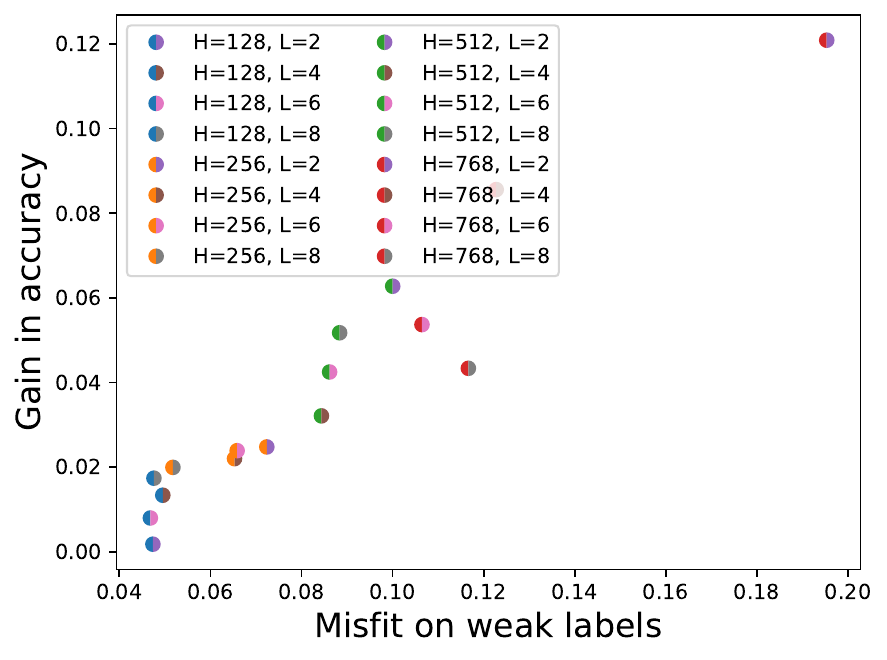 0.12
0.10
0.08
0.06
0.04
0.02
0.00
Gain in accuracy
H=128, L=2
H=128, L=4
H=128, L=6
H=128, L=8
H=256, L=2
H=256, L=4
H=256, L=6
H=256, L=8
H=512, L=2
H=512, L=4
H=512, L=6
H=512, L=8
H=768, L=2
H=768, L=4
H=768, L=6
H=768, L=8
0.04 0.06 0.08 0.10 0.12 0.14 0.16 0.18 0.20
Misfit on weak labels